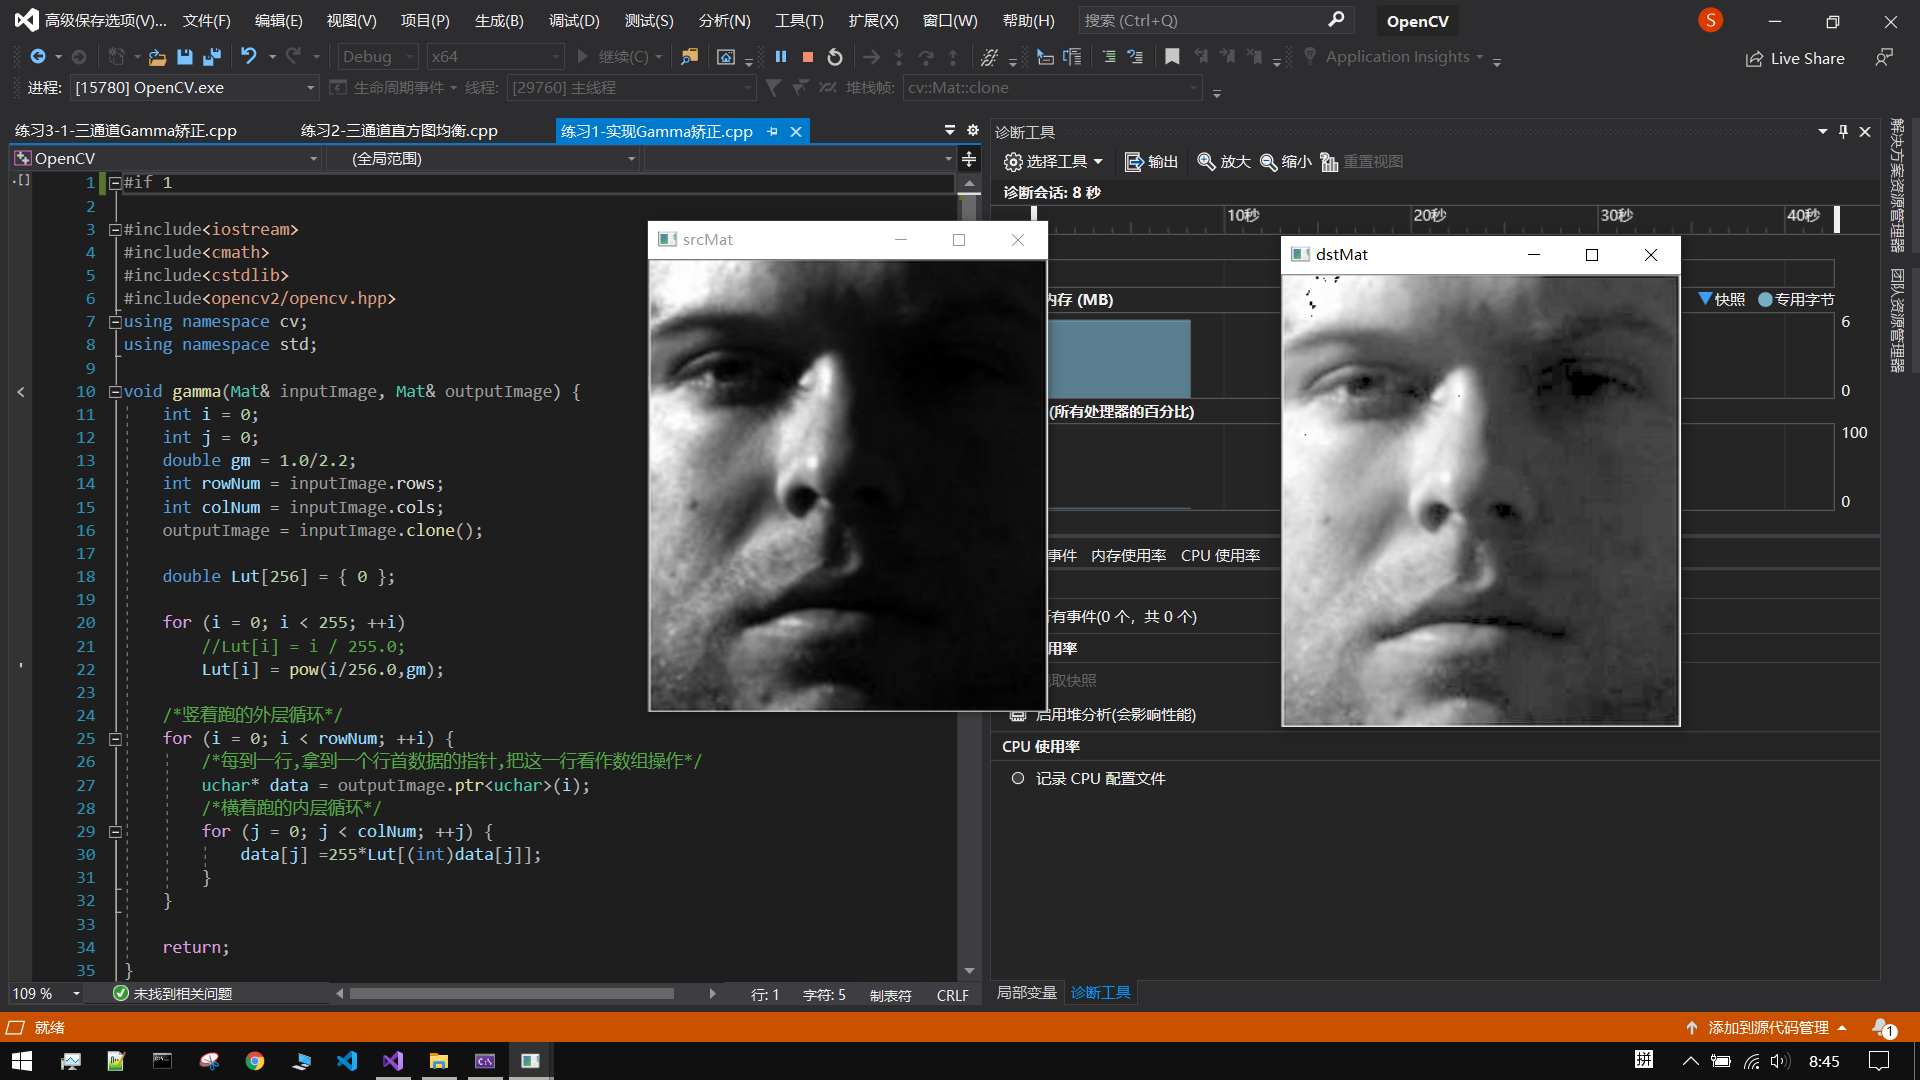 高级保存选项(V)... 文件(F) 编辑(E) 视图(V) 项目(P) 生成(B) 调试(D) 测试(S) 分析(N) 工具(T) 扩展(X) 窗口(W) 帮助(H) 搜索 (Ctrl+Q) OpenCV S
Debug x64 继续(C) Application Insights Live Share
进程: [15780] OpenCV.exe 生命周期事件 线程: [29760] 主线程 堆栈帧: cv::Mat::clone
练习3-1-三通道Gamma矫正.cpp 练习2-三通道直方图均衡.cpp 练习1-实现Gamma矫正.cpp
OpenCV (全局范围)
1 #if 1
2
3 #include<iostream>
4 #include<cmath>
5 #include<cstdlib>
6 #include<opencv2/opencv.hpp>
7 using namespace cv;
8 using namespace std;
9
10 void gamma(Mat& inputImage, Mat& outputImage) {
11 int i = 0;
12 int j = 0;
13 double gm = 1.0/2.2;
14 int rowNum = inputImage.rows;
15 int colNum = inputImage.cols;
16 outputImage = inputImage.clone();
17
18 double Lut[256] = { 0 };
19
20 for (i = 0; i < 255; ++i)
21 //Lut[i] = i / 255.0;
22 Lut[i] = pow(i/256.0,gm);
23
24 /*竖着跑的外层循环*/
25 for (i = 0; i < rowNum; ++i) {
26 /*每到一行,拿到一个行首数据的指针,把这一行看作数组操作*/
27 uchar* data = outputImage.ptr<uchar>(i);
28 /*横着跑的内层循环*/
29 for (j = 0; j < colNum; ++j) {
30 data[j] =255*Lut[(int)data[j]];
31 }
32 }
33
34 return;
35 }
109 % 未找到相关问题 行: 1 字符: 5 制表符 CRLF
srcMat
dstMat
诊断工具
选择工具 输出 放大 缩小 重置视图
诊断会话: 8 秒
10秒 20秒 30秒 40秒
内存 (MB) 快照 专用字节
6
0
(所有处理器的百分比)
100
0
事件 内存使用率 CPU 使用率
所有事件(0 个，共 0 个)
用率
取快照
启用堆分析(会影响性能)
CPU 使用率
记录 CPU 配置文件
局部变量 诊断工具
解决方案资源管理器
团队资源管理器
就绪 添加到源代码管理 1
拼 8:45